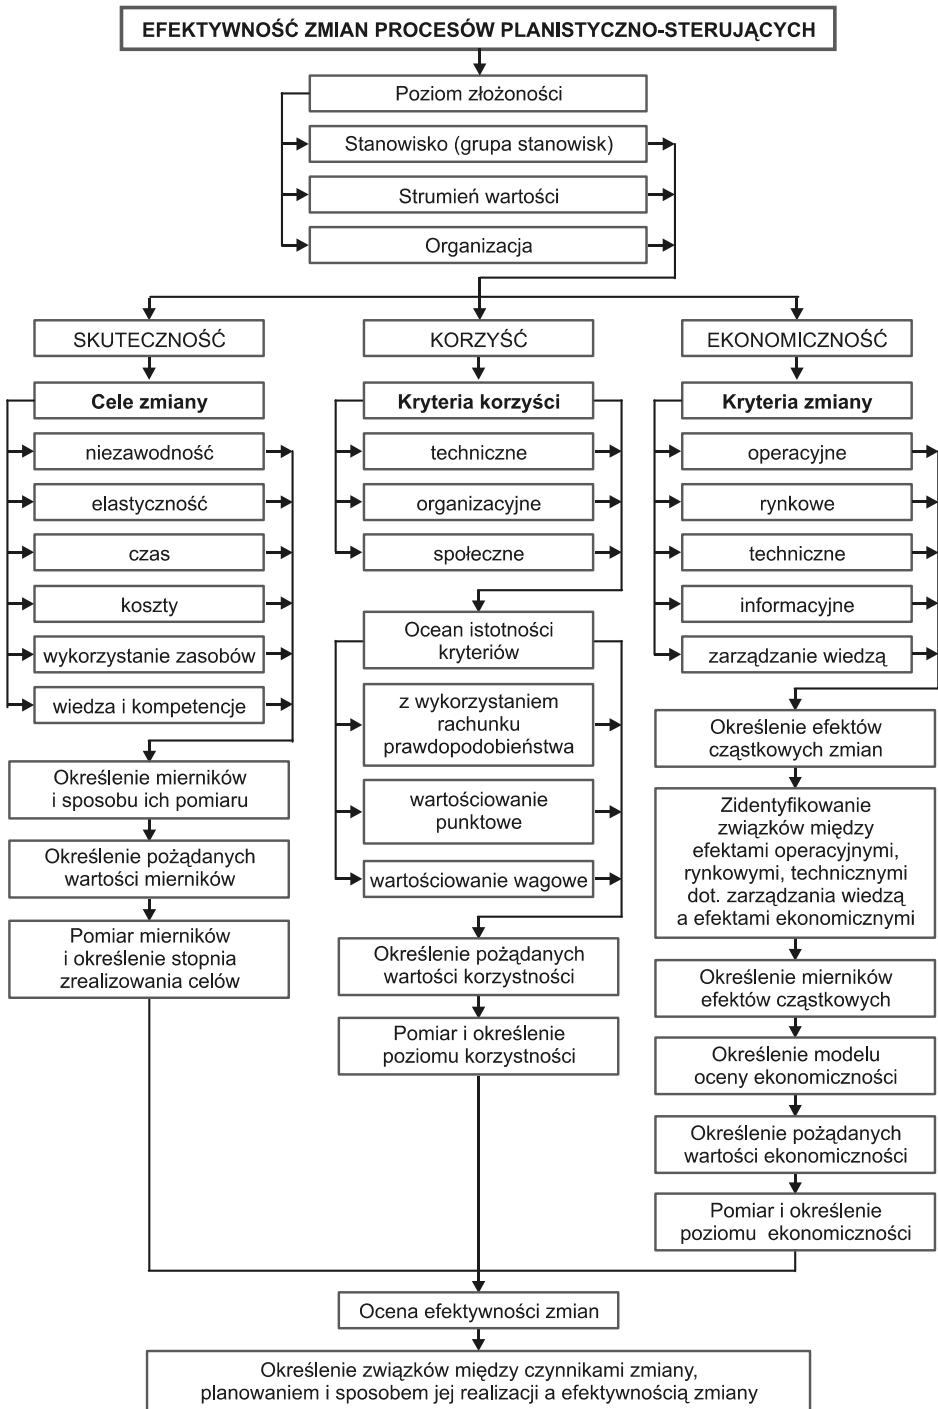 EFEKTYWNOŚĆ ZMIAN PROCESÓW PLANISTYCZNO-STERUJĄCYCH
Poziom złożoności
Stanowisko (grupa stanowisk)
Strumień wartości
Organizacja
SKUTECZNOŚĆ
Cele zmiany
niezawodność
elastyczność
czas
koszty
wykorzystanie zasobów
wiedza i kompetencje
Określenie mierników
i sposobu ich pomiaru
Określenie pożądanych
wartości mierników
Pomiar mierników
i określenie stopnia
zrealizowania celów
KORZYŚĆ
Kryteria korzyści
techniczne
organizacyjne
społeczne
Ocean istotności
kryteriów
z wykorzystaniem
rachunku
prawdopodobieństwa
wartościowanie
punktowe
wartościowanie wagowe
Określenie pożądanych
wartości korzystności
Pomiar i określenie
poziomu korzystności
EKONOMICZNOŚĆ
Kryteria zmiany
operacyjne
rynkowe
techniczne
informacyjne
zarządzanie wiedzą
Określenie efektów
cząstkowych zmian
Zidentyfikowanie
związków między
efektami operacyjnymi,
rynkowymi, technicznymi
dot. zarządzania wiedzą
a efektami ekonomicznymi
Określenie mierników
efektów cząstkowych
Określenie modelu
oceny ekonomiczności
Określenie pożądanych
wartości ekonomiczności
Pomiar i określenie
poziomu ekonomiczności
Ocena efektywności zmian
Określenie związków między czynnikami zmiany,
planowaniem i sposobem jej realizacji a efektywnością zmiany